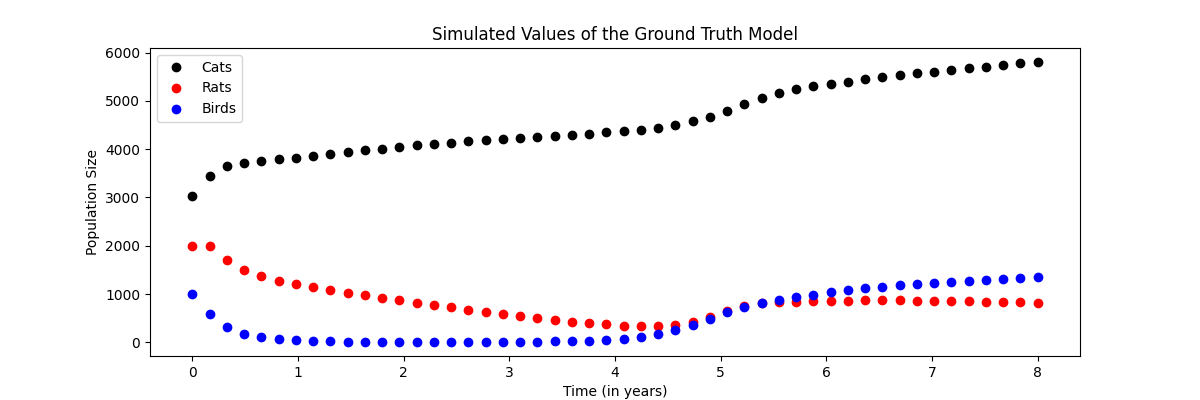 Simulated Values of the Ground Truth Model
6000
5000
4000
3000
2000
1000
0
Population Size
Cats
Rats
Birds
0 1 2 3 4 5 6 7 8
Time (in years)